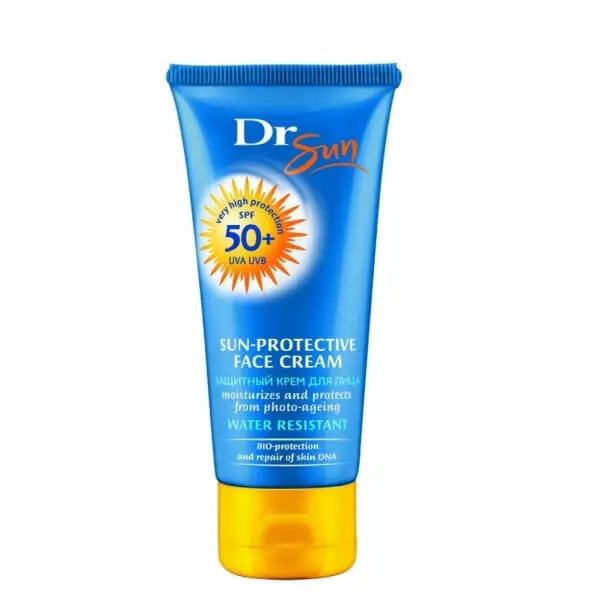 Dr Sun
very high protection
SPF
50+
UVA UVB
SUN-PROTECTIVE
FACE CREAM
ЗАЩИТНЫЙ КРЕМ ДЛЯ ЛИЦА
moisturizes and protects
from photo-ageing
WATER RESISTANT
BIO-protection
and repair of skin DNA